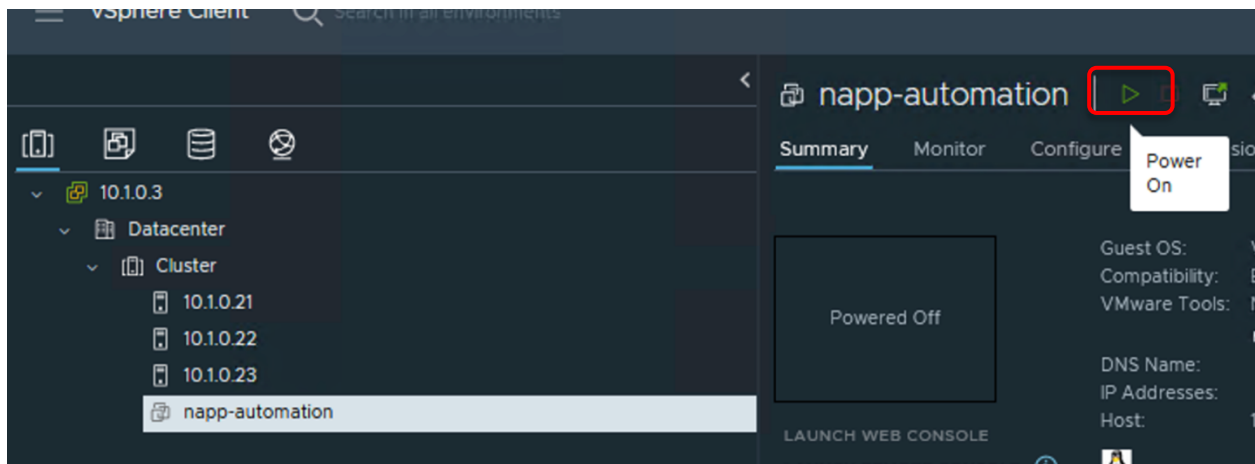 vSphere Client Search in all environments
napp-automation
Summary Monitor Configure
Power
On
10.1.0.3
Datacenter
Cluster
10.1.0.21
10.1.0.22
10.1.0.23
napp-automation
Powered Off
LAUNCH WEB CONSOLE
Guest OS:
Compatibility:
VMware Tools:
DNS Name:
IP Addresses:
Host: